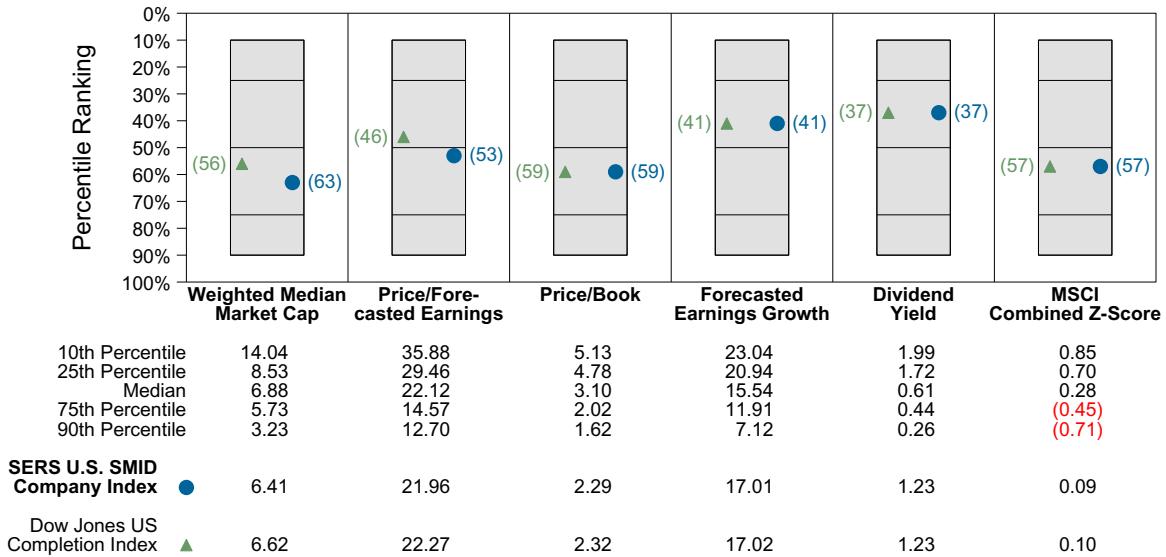 Percentile Ranking
0%
10%
20%
30%
40%
50%
60%
70%
80%
90%
100%
(56) (63)
(46) (53)
(59) (59)
(41) (41)
(37) (37)
(57) (57)
Weighted Median
Market Cap
Price/Fore-
casted Earnings
Price/Book
Forecasted
Earnings Growth
Dividend
Yield
MSCI
Combined Z-Score
10th Percentile 14.04 35.88 5.13 23.04 1.99 0.85
25th Percentile 8.53 29.46 4.78 20.94 1.72 0.70
Median 6.88 22.12 3.10 15.54 0.61 0.28
75th Percentile 5.73 14.57 2.02 11.91 0.44 (0.45)
90th Percentile 3.23 12.70 1.62 7.12 0.26 (0.71)
SERS U.S. SMID
Company Index 6.41 21.96 2.29 17.01 1.23 0.09
Dow Jones US
Completion Index 6.62 22.27 2.32 17.02 1.23 0.10